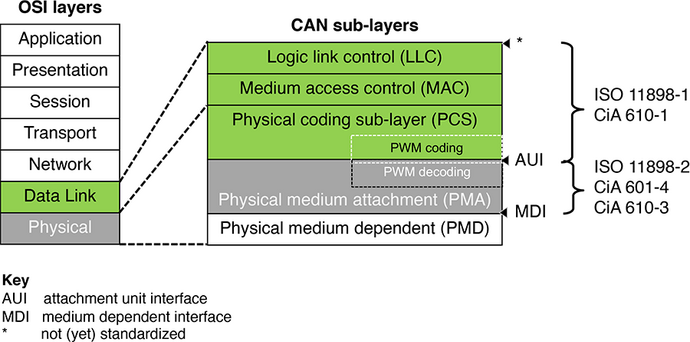 OSI layers
Application
Presentation
Session
Transport
Network
Data Link
Physical
CAN sub-layers
Logic link control (LLC)
Medium access control (MAC)
Physical coding sub-layer (PCS)
PWM coding
PWM decoding
Physical medium attachment (PMA)
Physical medium dependent (PMD)
*
AUI
MDI
ISO 11898-1
CiA 610-1
ISO 11898-2
CiA 601-4
CiA 610-3
Key
AUI attachment unit interface
MDI medium dependent interface
* not (yet) standardized